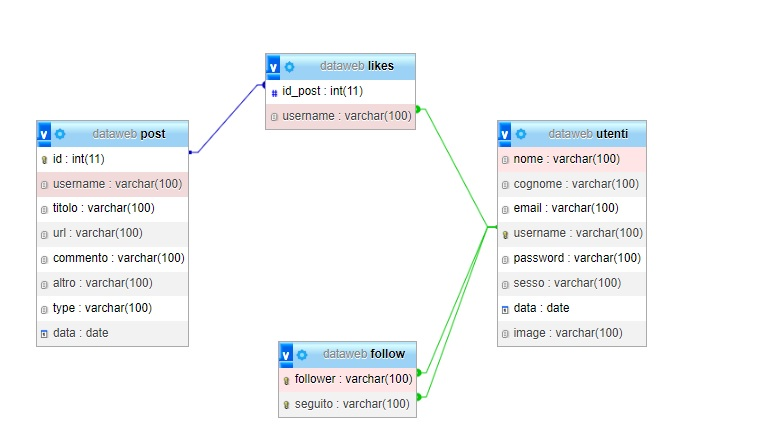 dataweb likes
id_post : int(11)
username : varchar(100)
dataweb post
id : int(11)
username : varchar(100)
titolo : varchar(100)
url : varchar(100)
commento : varchar(100)
altro : varchar(100)
type : varchar(100)
data : date
dataweb utenti
nome : varchar(100)
cognome : varchar(100)
email : varchar(100)
username : varchar(100)
password : varchar(100)
sesso : varchar(100)
data : date
image : varchar(100)
dataweb follow
follower : varchar(100)
seguito : varchar(100)